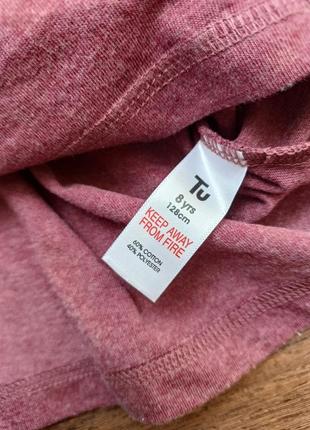 Tu
8 YRS
128cm
KEEP AWAY
FROM FIRE
60% COTTON
40% POLYESTER